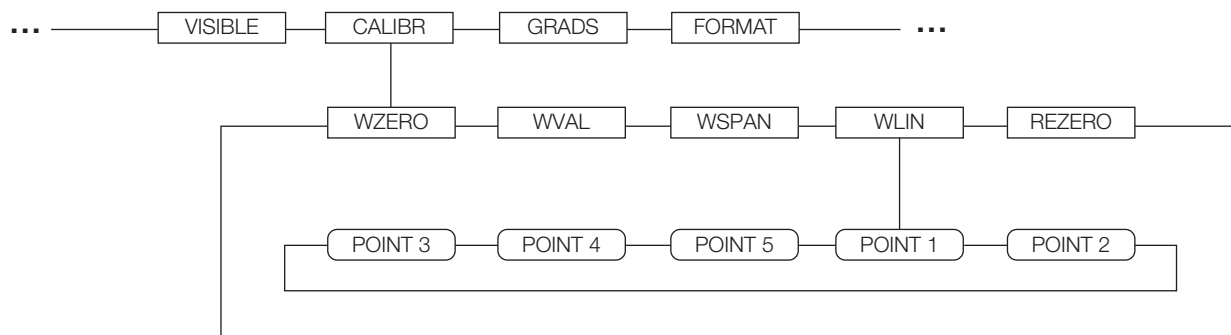 ... VISIBLE CALIBR GRADS FORMAT ...
WZERO WVAL WSPAN WLIN REZERO
POINT 3 POINT 4 POINT 5 POINT 1 POINT 2